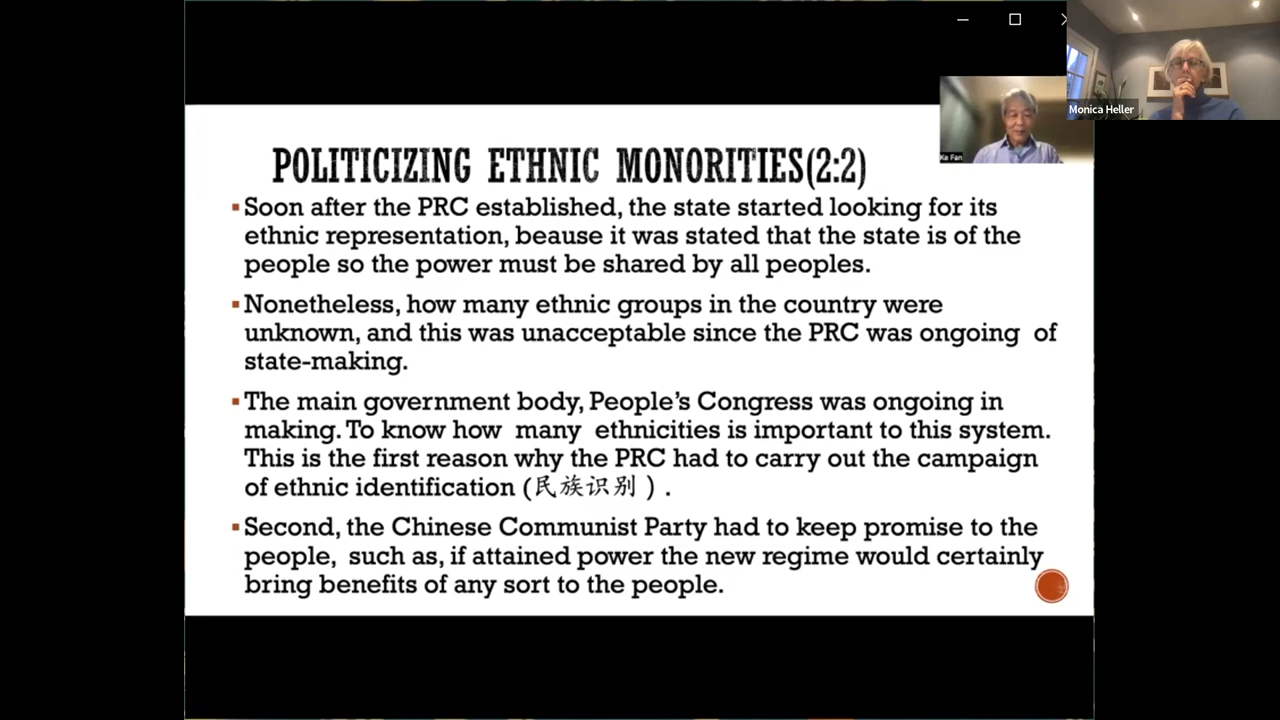 Monica Heller
Ke Fan
POLITICIZING ETHNIC MONORITIES(2:2)
Soon after the PRC established, the state started looking for its
ethnic representation, beause it was stated that the state is of the
people so the power must be shared by all peoples.
Nonetheless, how many ethnic groups in the country were
unknown, and this was unacceptable since the PRC was ongoing of
state-making.
The main government body, People's Congress was ongoing in
making. To know how many ethnicities is important to this system.
This is the first reason why the PRC had to carry out the campaign
of ethnic identification (民族识别 ) .
Second, the Chinese Communist Party had to keep promise to the
people, such as, if attained power the new regime would certainly
bring benefits of any sort to the people.